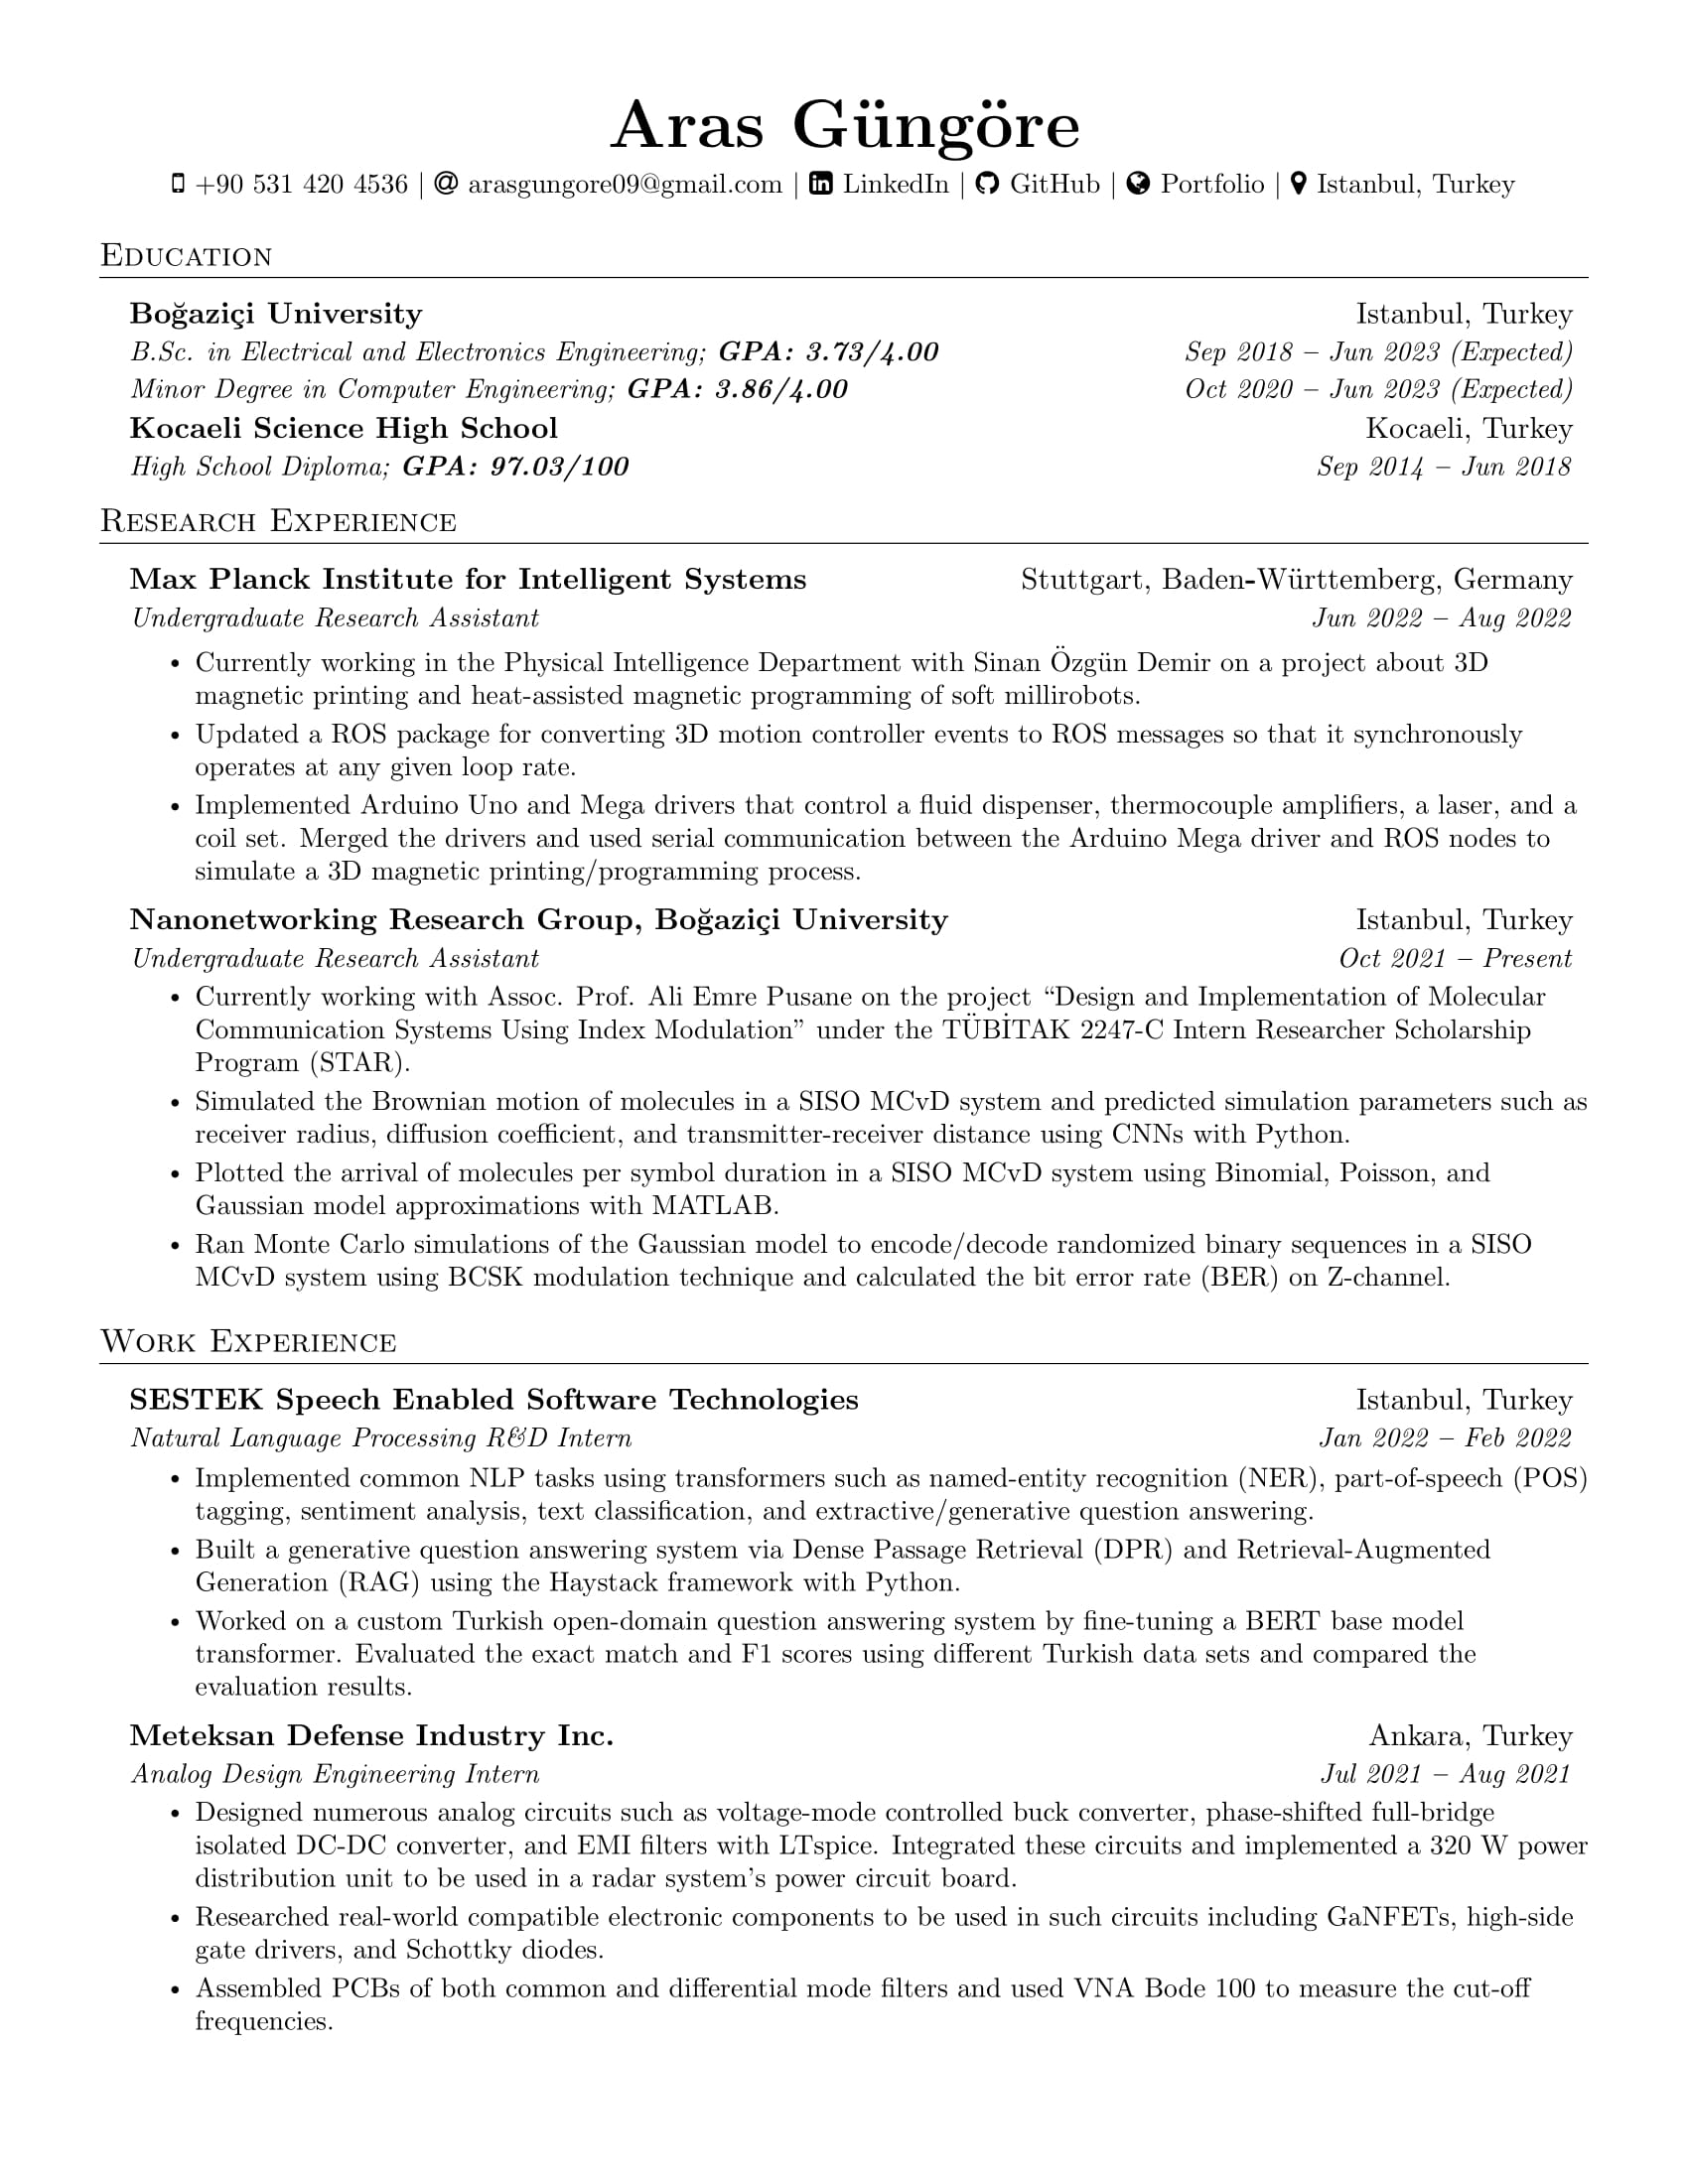 Aras Güngöre
+90 531 420 4536 | arasgungore09@gmail.com | LinkedIn | GitHub | Portfolio | Istanbul, Turkey
Education
Boğaziçi University Istanbul, Turkey
B.Sc. in Electrical and Electronics Engineering; GPA: 3.73/4.00 Sep 2018 – Jun 2023 (Expected)
Minor Degree in Computer Engineering; GPA: 3.86/4.00 Oct 2020 – Jun 2023 (Expected)
Kocaeli Science High School Kocaeli, Turkey
High School Diploma; GPA: 97.03/100 Sep 2014 – Jun 2018
Research Experience
Max Planck Institute for Intelligent Systems Stuttgart, Baden-Württemberg, Germany
Undergraduate Research Assistant Jun 2022 – Aug 2022
• Currently working in the Physical Intelligence Department with Sinan Özgün Demir on a project about 3D
magnetic printing and heat-assisted magnetic programming of soft millirobots.
• Updated a ROS package for converting 3D motion controller events to ROS messages so that it synchronously
operates at any given loop rate.
• Implemented Arduino Uno and Mega drivers that control a fluid dispenser, thermocouple amplifiers, a laser, and a
coil set. Merged the drivers and used serial communication between the Arduino Mega driver and ROS nodes to
simulate a 3D magnetic printing/programming process.
Nanonetworking Research Group, Boğaziçi University Istanbul, Turkey
Undergraduate Research Assistant Oct 2021 – Present
• Currently working with Assoc. Prof. Ali Emre Pusane on the project “Design and Implementation of Molecular
Communication Systems Using Index Modulation” under the TÜBİTAK 2247-C Intern Researcher Scholarship
Program (STAR).
• Simulated the Brownian motion of molecules in a SISO MCvD system and predicted simulation parameters such as
receiver radius, diffusion coefficient, and transmitter-receiver distance using CNNs with Python.
• Plotted the arrival of molecules per symbol duration in a SISO MCvD system using Binomial, Poisson, and
Gaussian model approximations with MATLAB.
• Ran Monte Carlo simulations of the Gaussian model to encode/decode randomized binary sequences in a SISO
MCvD system using BCSK modulation technique and calculated the bit error rate (BER) on Z-channel.
Work Experience
SESTEK Speech Enabled Software Technologies Istanbul, Turkey
Natural Language Processing R&D Intern Jan 2022 – Feb 2022
• Implemented common NLP tasks using transformers such as named-entity recognition (NER), part-of-speech (POS)
tagging, sentiment analysis, text classification, and extractive/generative question answering.
• Built a generative question answering system via Dense Passage Retrieval (DPR) and Retrieval-Augmented
Generation (RAG) using the Haystack framework with Python.
• Worked on a custom Turkish open-domain question answering system by fine-tuning a BERT base model
transformer. Evaluated the exact match and F1 scores using different Turkish data sets and compared the
evaluation results.
Meteksan Defense Industry Inc. Ankara, Turkey
Analog Design Engineering Intern Jul 2021 – Aug 2021
• Designed numerous analog circuits such as voltage-mode controlled buck converter, phase-shifted full-bridge
isolated DC-DC converter, and EMI filters with LTspice. Integrated these circuits and implemented a 320 W power
distribution unit to be used in a radar system’s power circuit board.
• Researched real-world compatible electronic components to be used in such circuits including GaNFETs, high-side
gate drivers, and Schottky diodes.
• Assembled PCBs of both common and differential mode filters and used VNA Bode 100 to measure the cut-off
frequencies.